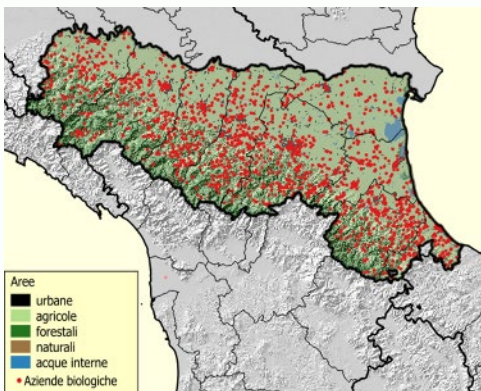 Aree
urbane
agricole
forestali
naturali
acque interne
Aziende biologiche